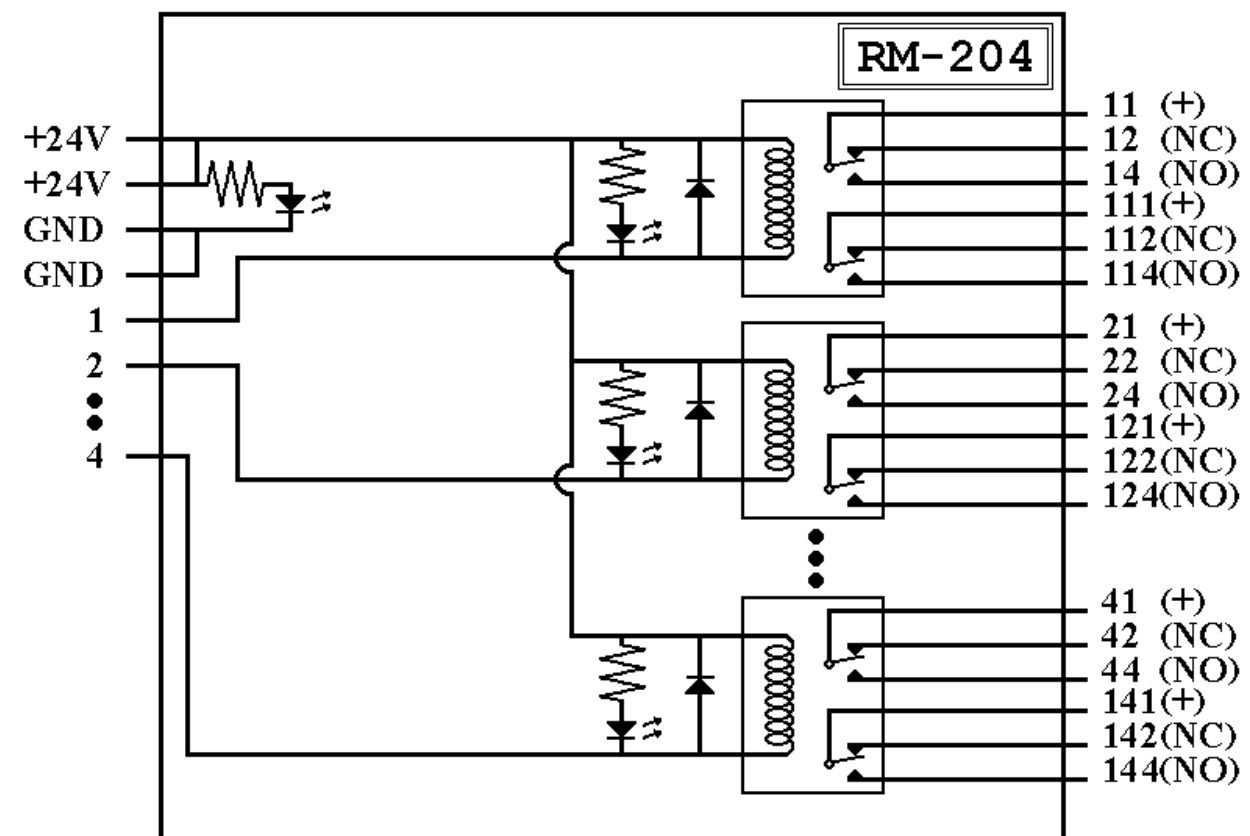 RM-204
+24V
+24V
GND
GND
1
2
4
11 (+)
12 (NC)
14 (NO)
111(+)
112(NC)
114(NO)
21 (+)
22 (NC)
24 (NO)
121(+)
122(NC)
124(NO)
41 (+)
42 (NC)
44 (NO)
141(+)
142(NC)
144(NO)